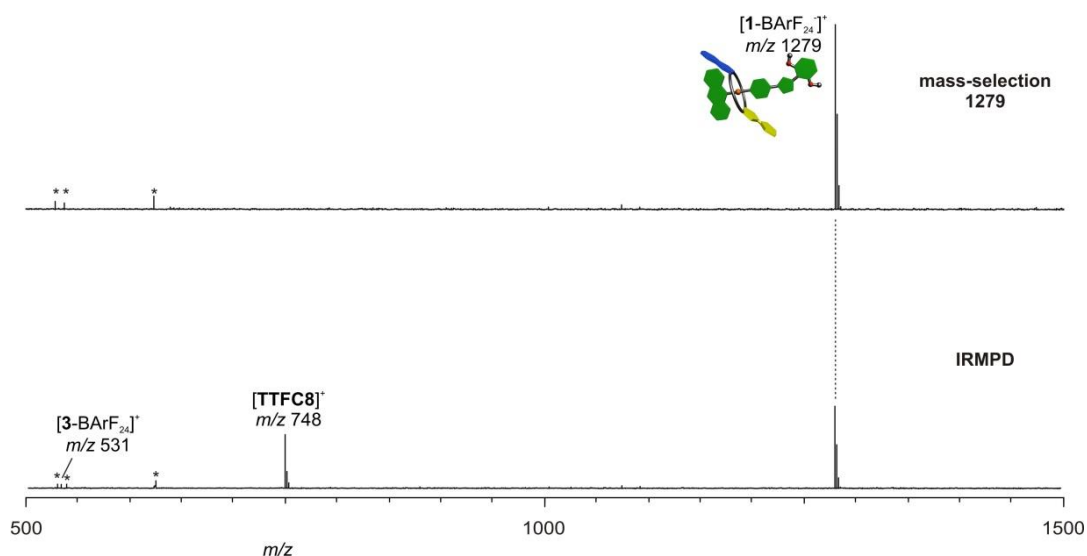 [1-BArF₂₄⁻]⁺
m/z 1279
mass-selection
1279
* *
*
IRMPD
[TTFC8]⁺
m/z 748
[3-BArF₂₄]⁺
m/z 531
* *
*
500
1000
1500
m/z